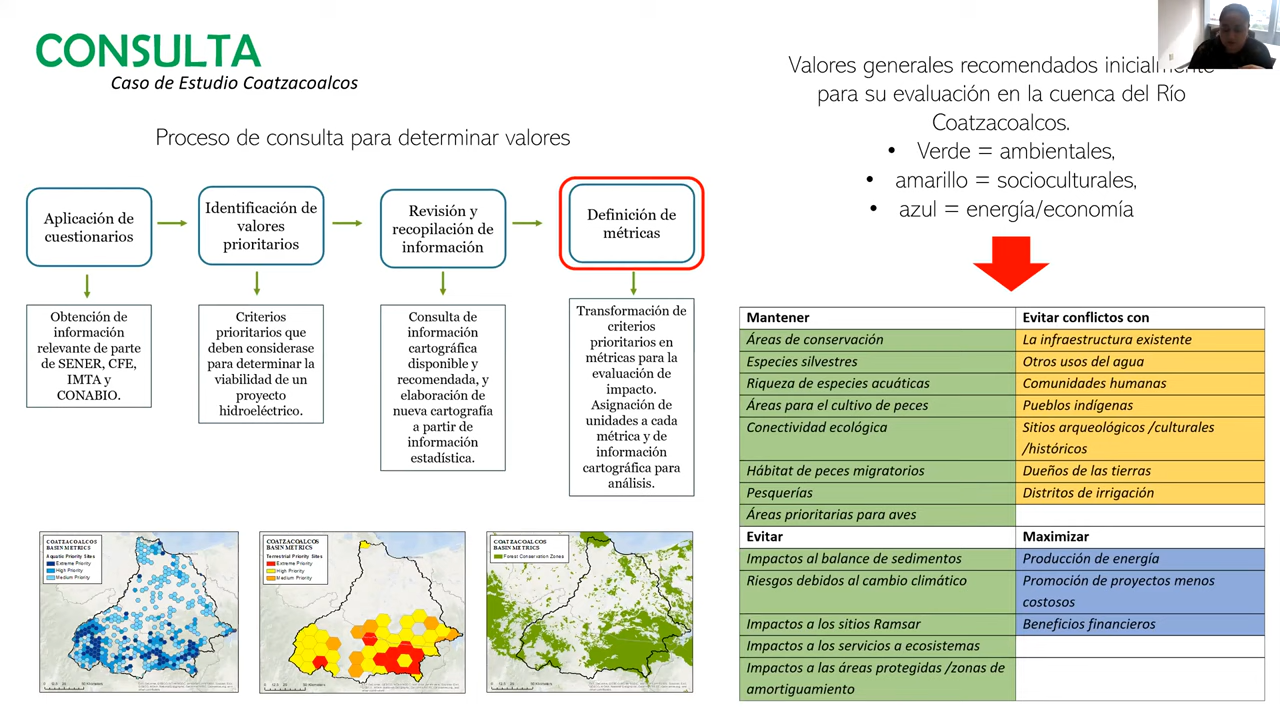 CONSULTA
Caso de Estudio Coatzacoalcos
Proceso de consulta para determinar valores
Aplicación de
cuestionarios
Identificación de
valores
prioritarios
Revisión y
recopilación de
información
Definición de
métricas
Obtención de
información
relevante de parte
de SENER, CFE,
IMTA y
CONABIO.
Criterios
prioritarios que
deben considerase
para determinar la
viabilidad de un
proyecto
hidroeléctrico.
Consulta de
información
cartográfica
disponible y
recomendada, y
elaboración de
nueva cartografía
a partir de
información
estadística.
Transformación de
criterios
prioritarios en
métricas para la
evaluación de
impacto.
Asignación de
unidades a cada
métrica y de
información
cartográfica para
análisis.
COATZACOALCOS
BASIN METRICS
Aquatic Priority Sites
Extreme Priority
High Priority
Medium Priority
COATZACOALCOS
BASIN METRICS
Terrestrial Priority Sites
Extreme Priority
High Priority
Medium Priority
COATZACOALCOS
BASIN METRICS
Forest Conservation Zones
Valores generales recomendados inicialmente
para su evaluación en la cuenca del Río
Coatzacoalcos.
• Verde = ambientales,
• amarillo = socioculturales,
• azul = energía/economía
Mantener
Evitar conflictos con
Áreas de conservación
La infraestructura existente
Especies silvestres
Otros usos del agua
Riqueza de especies acuáticas
Comunidades humanas
Áreas para el cultivo de peces
Pueblos indígenas
Conectividad ecológica
Sitios arqueológicos /culturales
/históricos
Hábitat de peces migratorios
Dueños de las tierras
Pesquerías
Distritos de irrigación
Áreas prioritarias para aves
Evitar
Maximizar
Impactos al balance de sedimentos
Producción de energía
Riesgos debidos al cambio climático
Promoción de proyectos menos
costosos
Impactos a los sitios Ramsar
Beneficios financieros
Impactos a los servicios a ecosistemas
Impactos a las áreas protegidas /zonas de
amortiguamiento